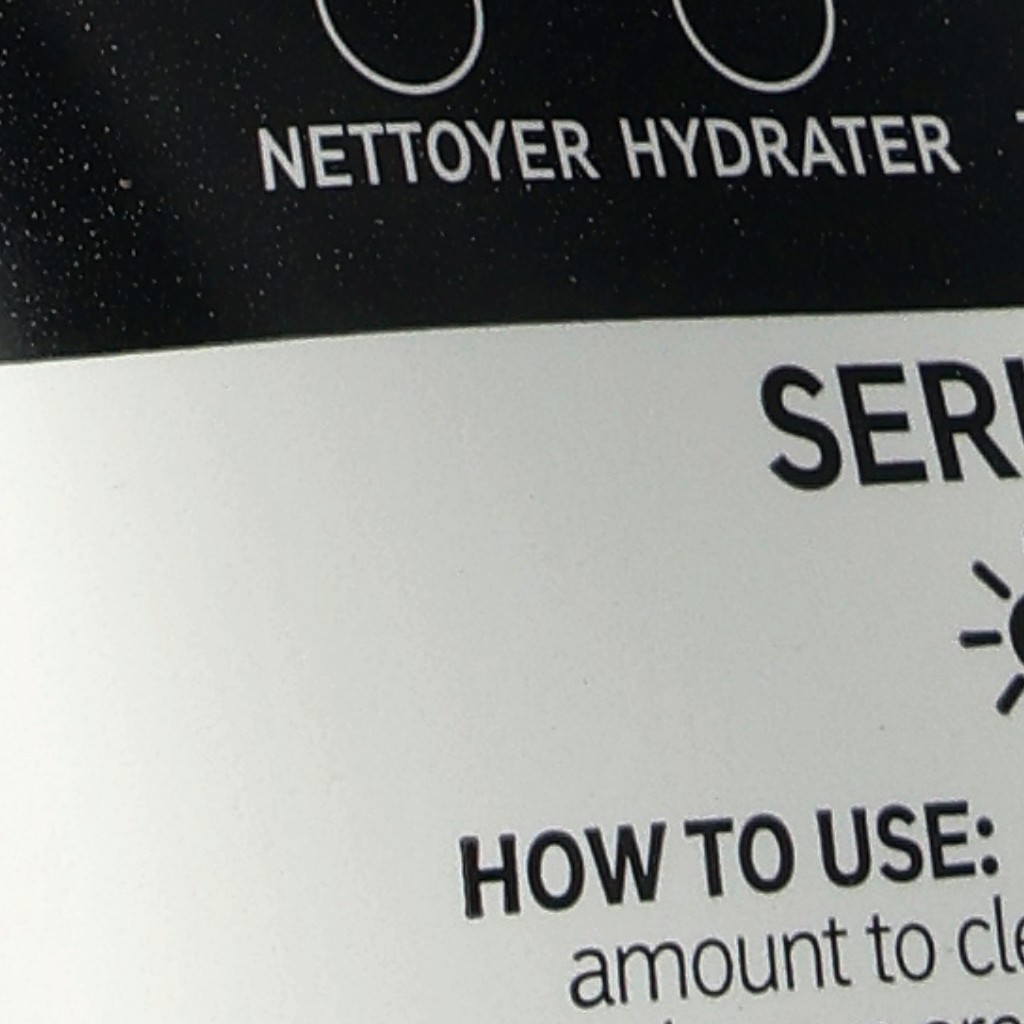 NETTOYER HYDRATER
HOW TO USE:
amount to